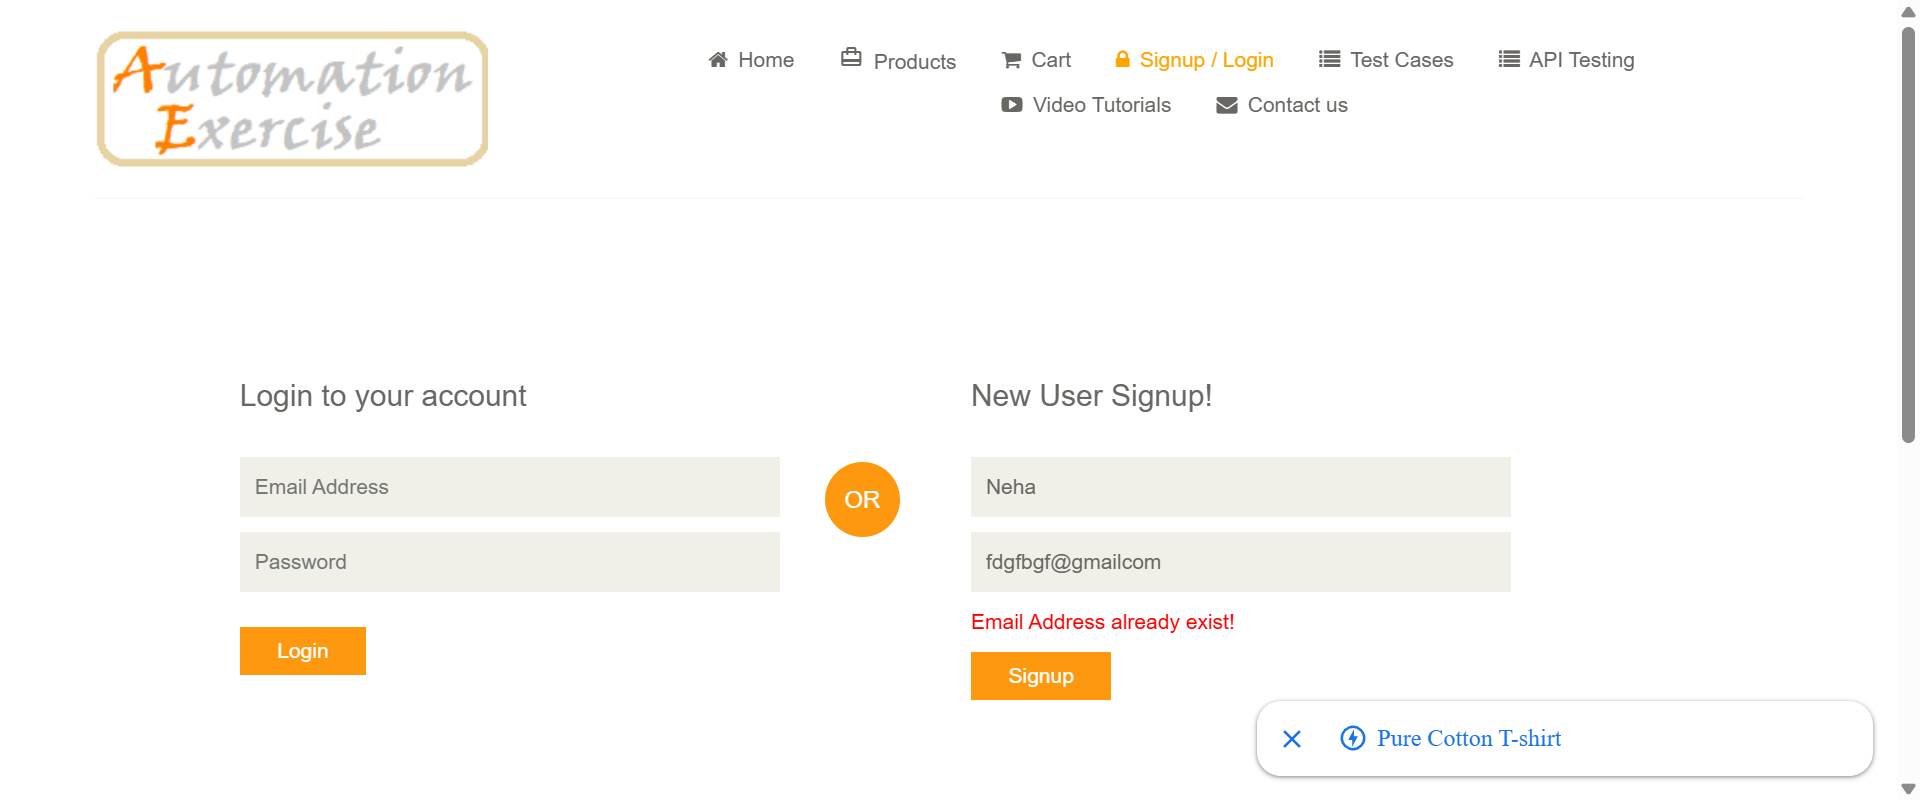 Automation
Exercise
Home Products Cart Signup / Login Test Cases API Testing
Video Tutorials Contact us
Login to your account
Email Address
Password
Login
OR
New User Signup!
Neha
fdgfbgf@gmailcom
Email Address already exist!
Signup
Pure Cotton T-shirt